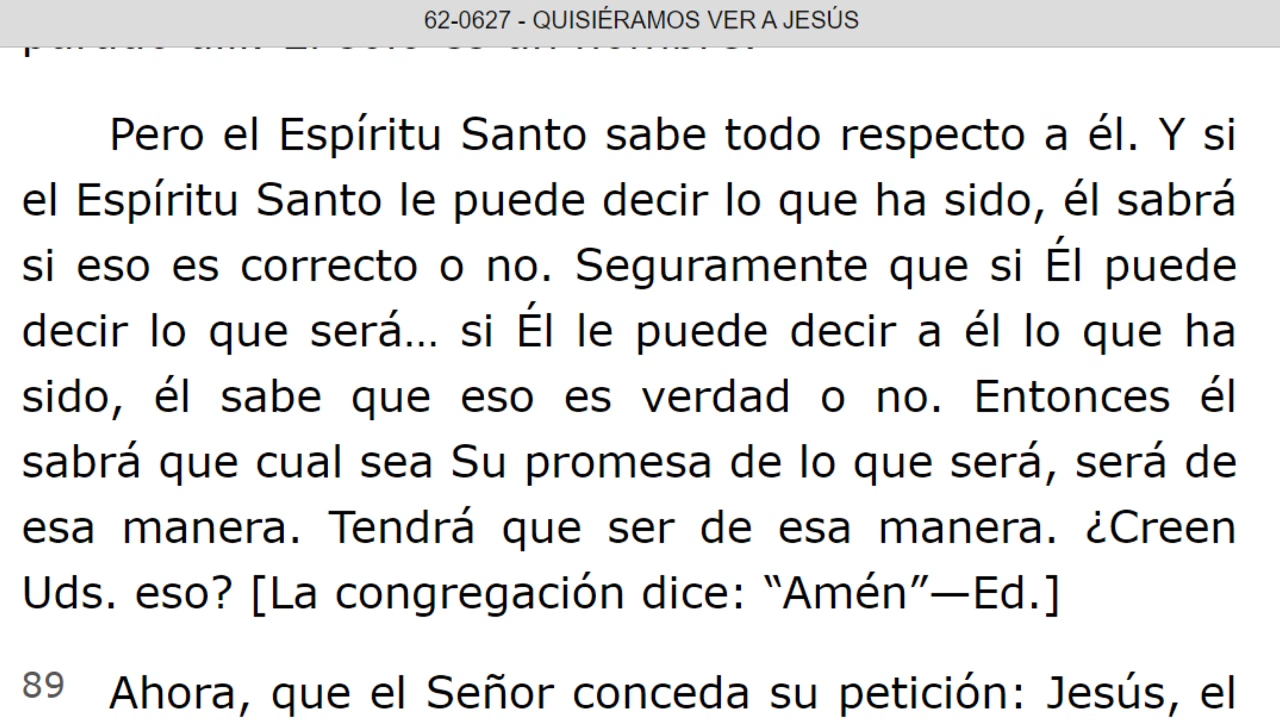 62-0627 - QUISIÉRAMOS VER A JESÚS
Pero el Espíritu Santo sabe todo respecto a él. Y si
el Espíritu Santo le puede decir lo que ha sido, él sabrá
si eso es correcto o no. Seguramente que si Él puede
decir lo que será... si Él le puede decir a él lo que ha
sido, él sabe que eso es verdad o no. Entonces él
sabrá que cual sea Su promesa de lo que será, será de
esa manera. Tendrá que ser de esa manera. ¿Creen
Uds. eso? [La congregación dice: “Amén”—Ed.]
89 Ahora, que el Señor conceda su petición: Jesús, el